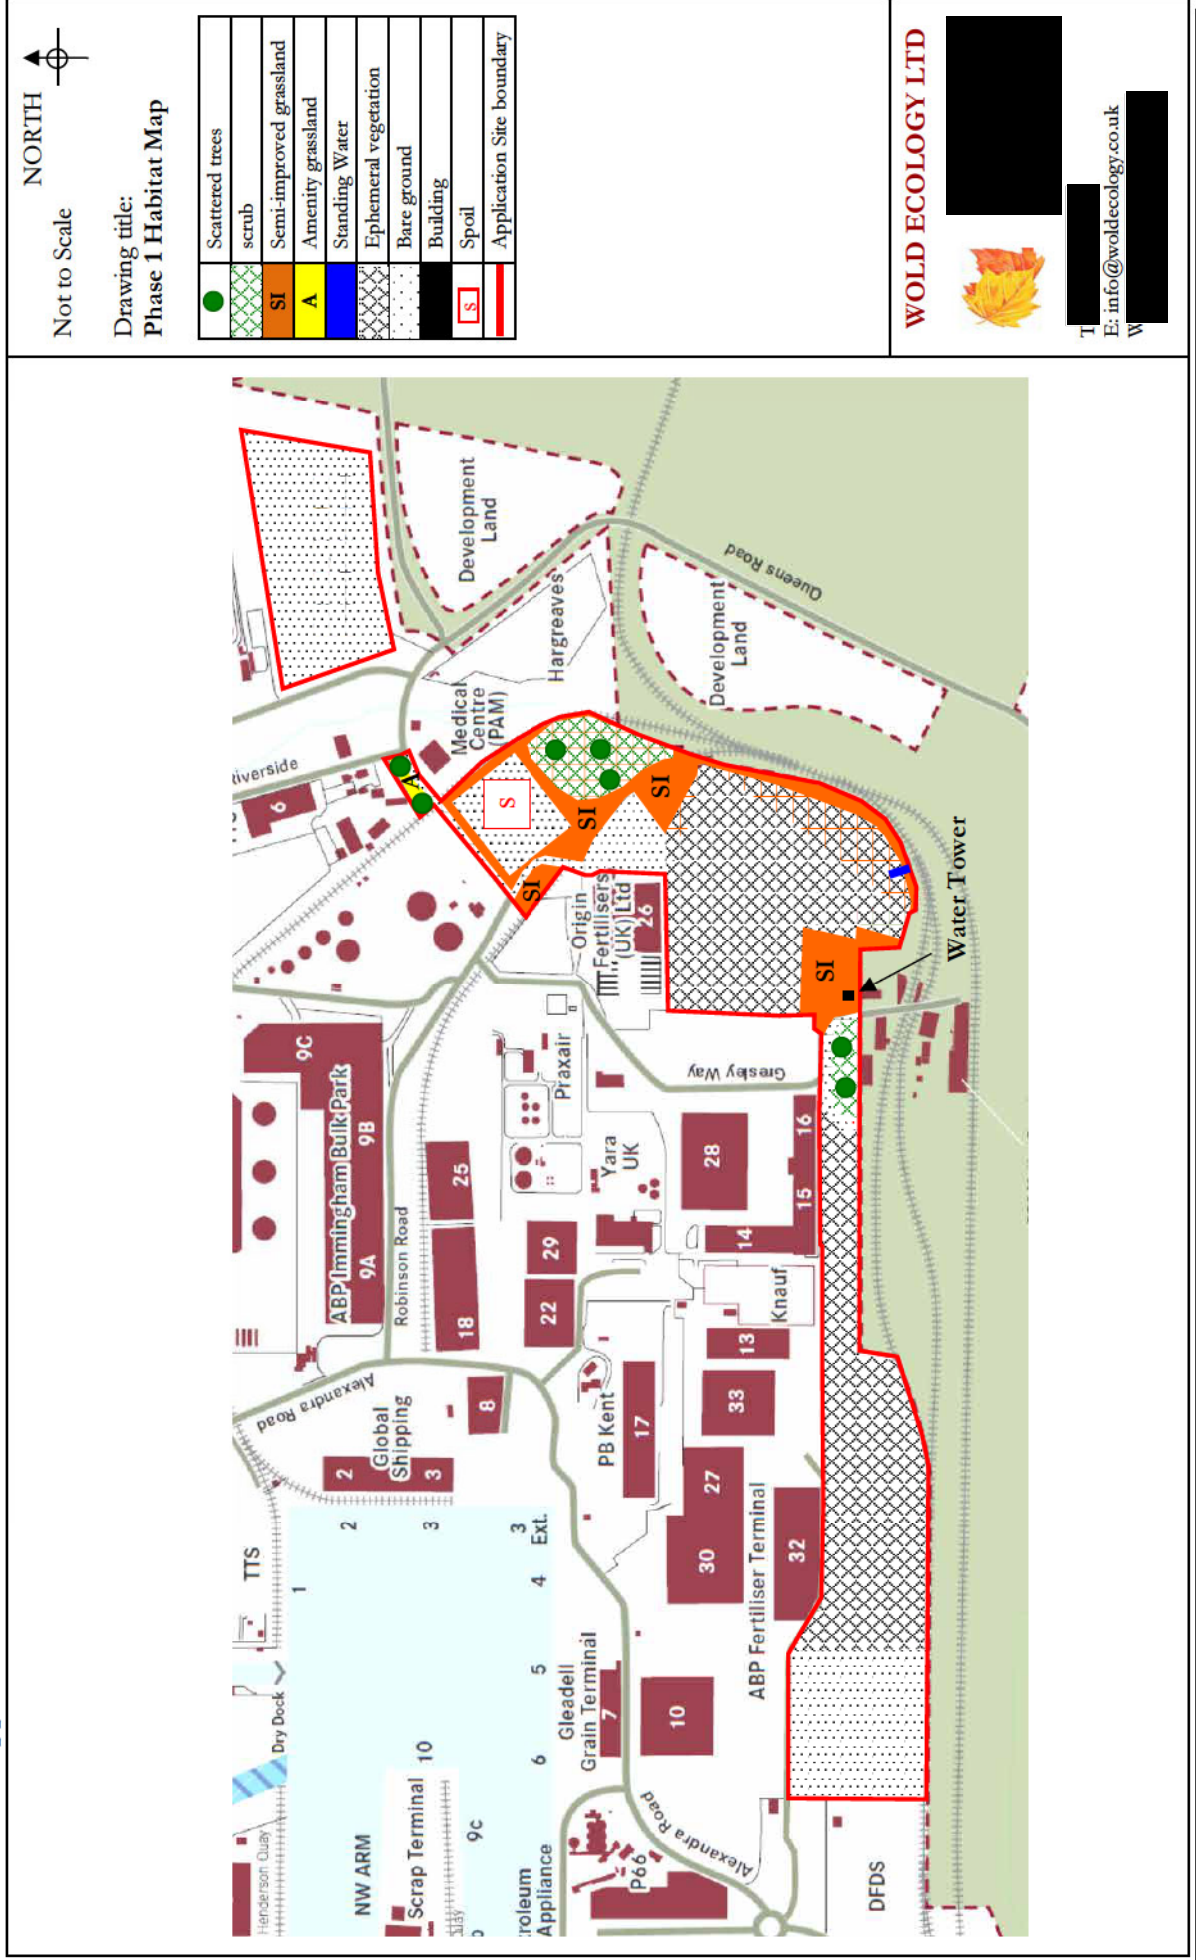 NORTH
Not to Scale
Drawing title:
Phase 1 Habitat Map
Scattered trees
scrub
SI
Semi-improved grassland
A
Amenity grassland
Standing Water
Ephemeral vegetation
Bare ground
Building
S
Spoil
Application Site boundary
WOLD ECOLOGY LTD
T
E: info@woldecology.co.uk
W
Henderson Quay
Dry Dock
TTS
1
NW ARM
10
Scrap Terminal
9c
roleum
Appliance
2
3
3
Ext.
4
5
6
2
3
Global
Shipping
8
Alexandra Road
ABP Immingham Bulk Park
9A
9B
9C
Robinson Road
18
25
22
29
Praxair
Yara
UK
Gresley Way
28
14
15
16
Knauf
13
33
PB Kent
17
27
30
32
ABP Fertiliser Terminal
Gleadell
Grain Terminal
7
10
Alexandra Road
P66
DFDS
Riverside
6
A
Medical
Centre
(PAM)
Hargreaves
Development
Land
Development
Land
Queens Road
S
SI
SI
SI
SI
Origin
Fertilisers
(UK) Ltd
26
Water Tower